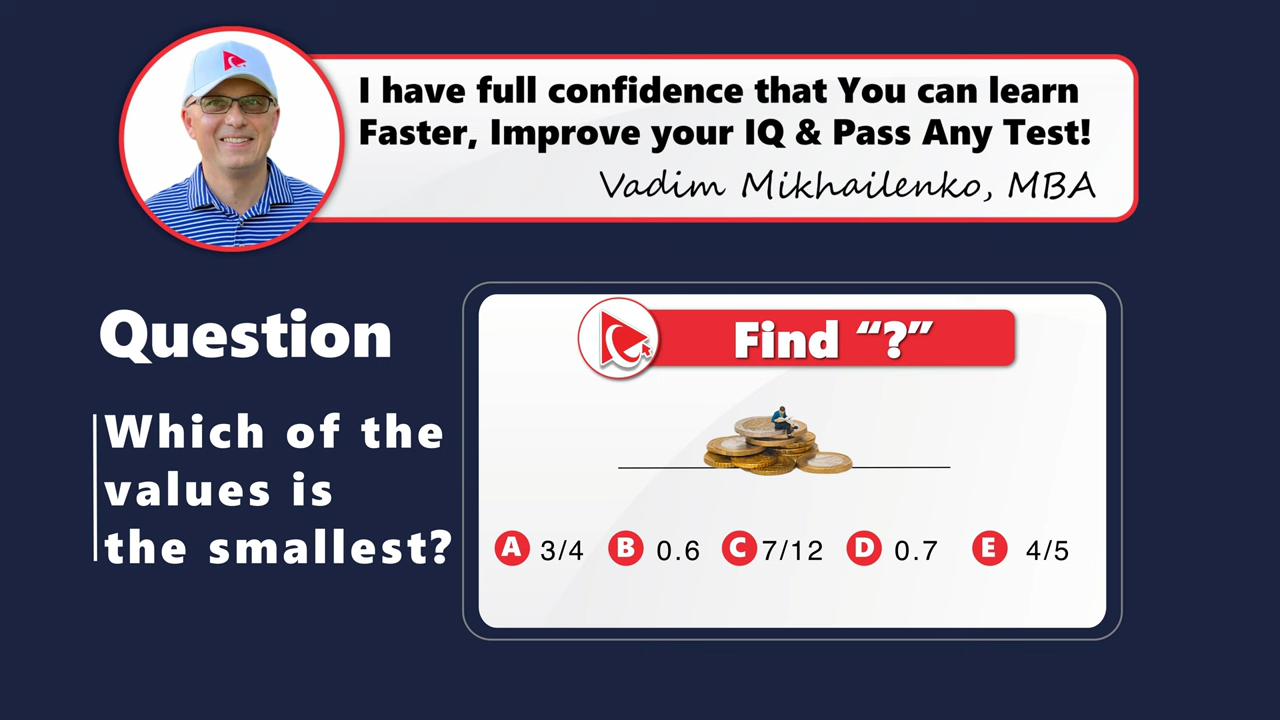 I have full confidence that You can learn
Faster, Improve your IQ & Pass Any Test!
Vadim Mikhailenko, MBA
Question
Which of the
values is
the smallest?
Find “?”
A 3/4 B 0.6 C 7/12 D 0.7 E 4/5